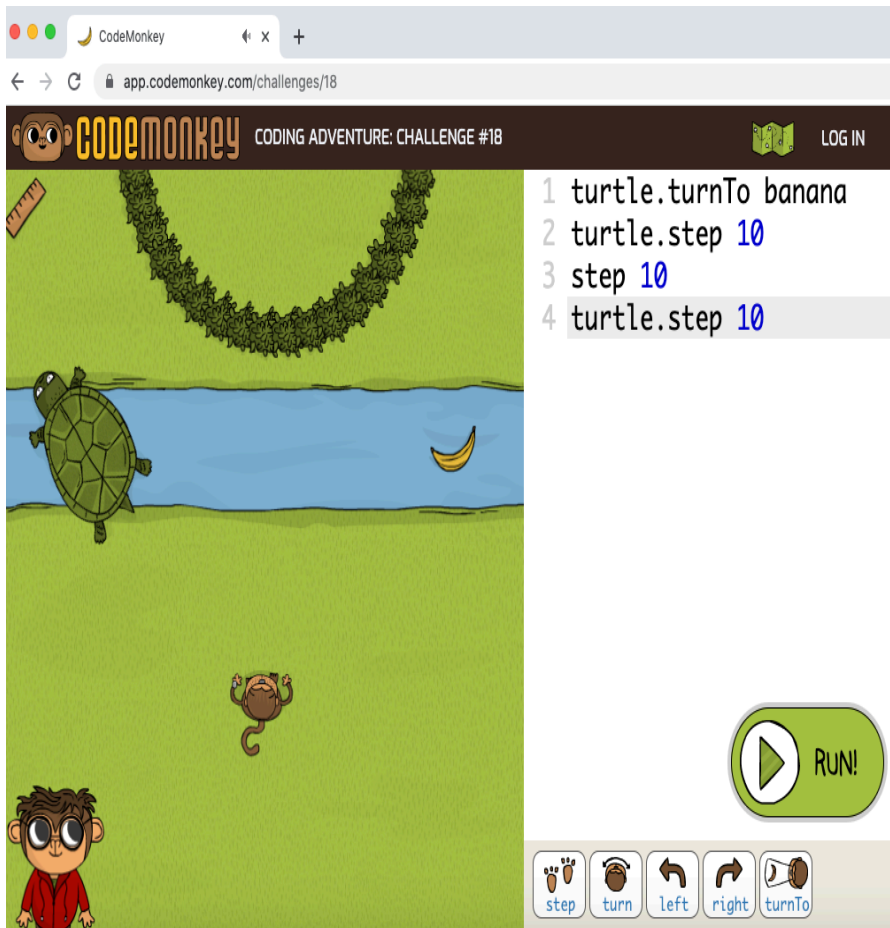 CodeMonkey
app.codemonkey.com/challenges/18
CODEMONKEY CODING ADVENTURE: CHALLENGE #18 LOG IN
1 turtle.turnTo banana
2 turtle.step 10
3 step 10
4 turtle.step 10
RUN!
step turn left right turnTo